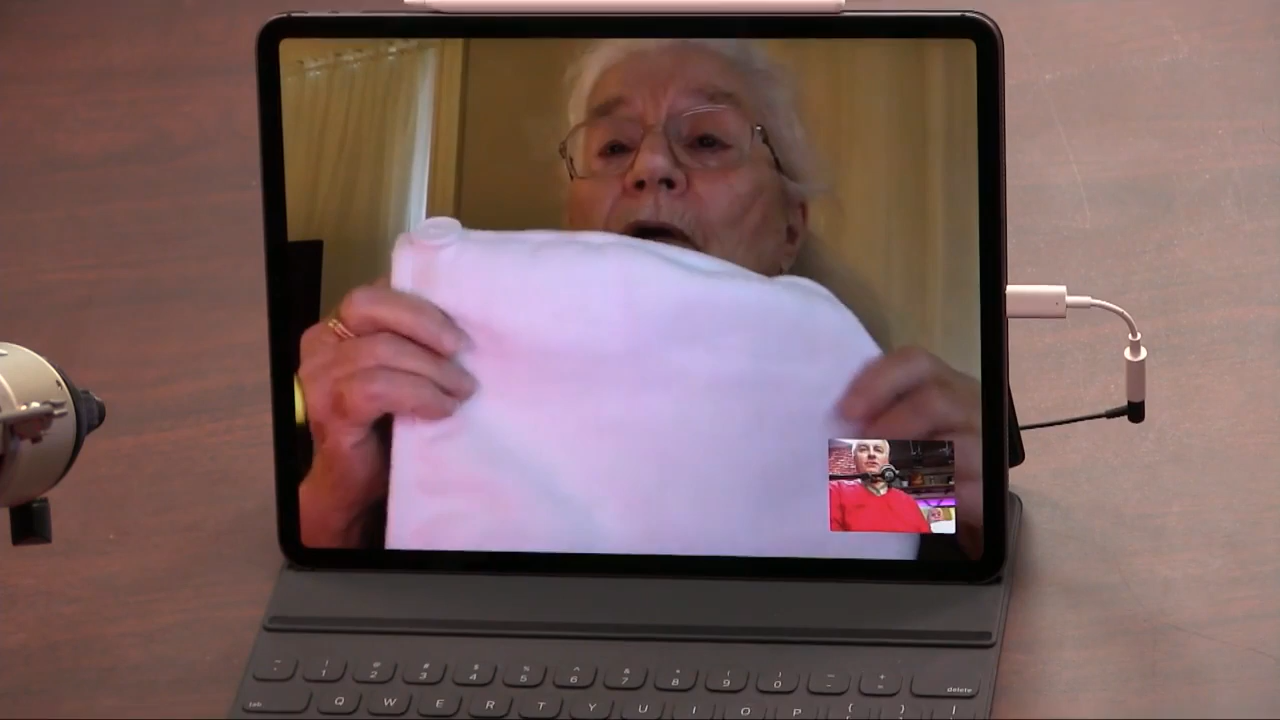 ~ ! @ # $ % ^ & * ( ) _ +
1 2 3 4 5 6 7 8 9 0 - = delete
tab Q W E R T Y U I O P { }